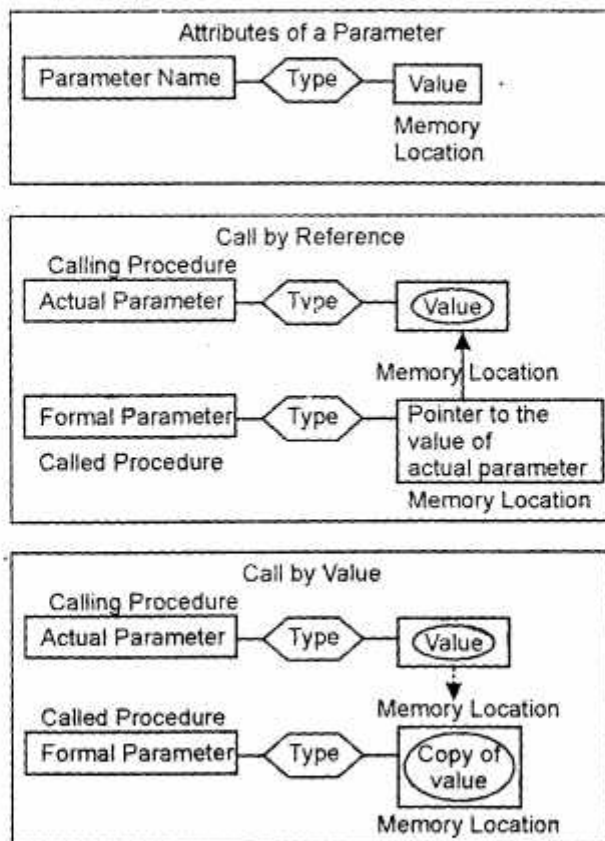 Attributes of a Parameter
Parameter Name Type Value
Memory
Location
Call by Reference
Calling Procedure
Actual Parameter Type Value
Memory Location
Formal Parameter Type Pointer to the
value of
Called Procedure actual parameter
Memory Location
Call by Value
Calling Procedure
Actual Parameter Type Value
Called Procedure Memory Location
Formal Parameter Type Copy of
value
Memory Location